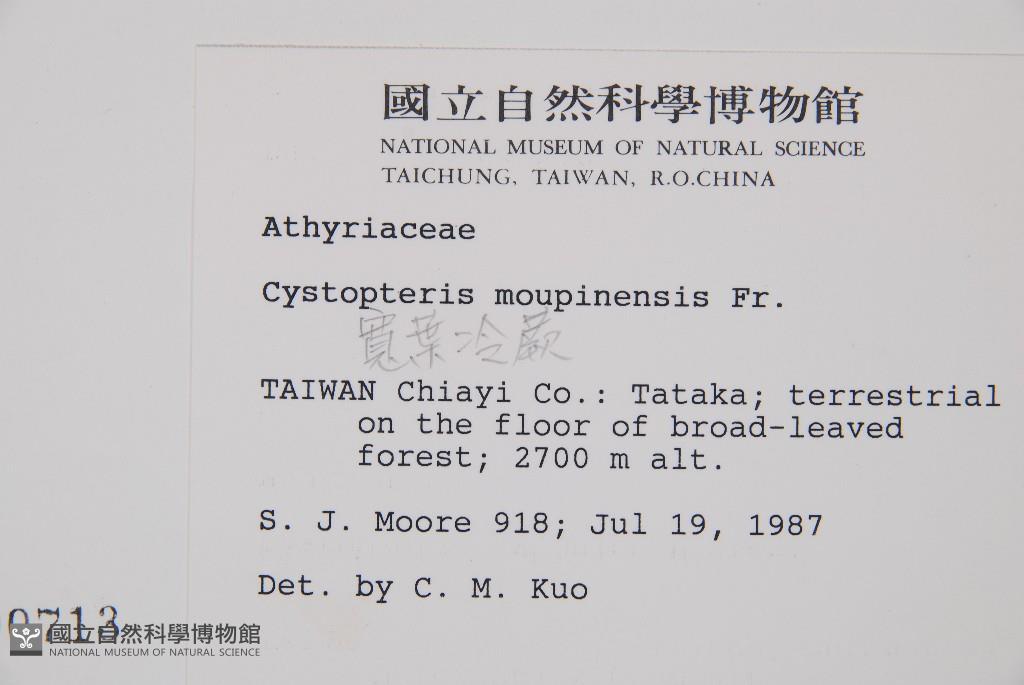 國立自然科學博物館
NATIONAL MUSEUM OF NATURAL SCIENCE
TAICHUNG, TAIWAN, R.O.CHINA
Athyriaceae
Cystopteris moupinensis Fr.
寬葉冷蕨
TAIWAN Chiayi Co.: Tataka; terrestrial
on the floor of broad-leaved
forest; 2700 m alt.
S. J. Moore 918; Jul 19, 1987
Det. by C. M. Kuo
0713
國立自然科學博物館
NATIONAL MUSEUM OF NATURAL SCIENCE